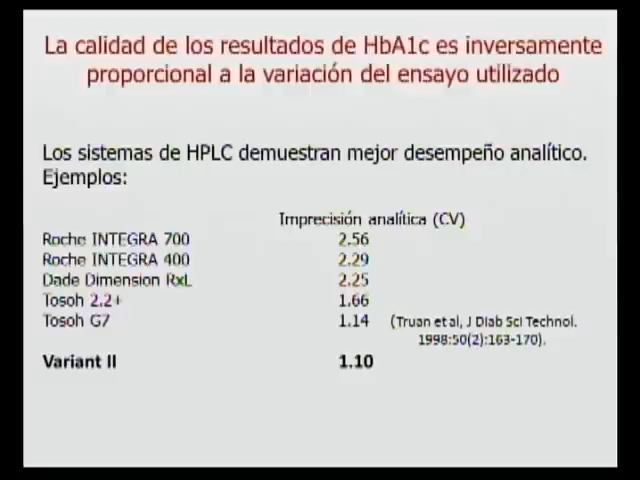 La calidad de los resultados de HbA1c es inversamente
proporcional a la variación del ensayo utilizado
Los sistemas de HPLC demuestran mejor desempeño analítico.
Ejemplos:
Imprecisión analítica (CV)
Roche INTEGRA 700 2.56
Roche INTEGRA 400 2.29
Dade Dimension RxL 2.25
Tosoh 2.2+ 1.66
Tosoh G7 1.14 (Truan et al, J Diab Sci Technol.
1998:50(2):163-170).
Variant II 1.10